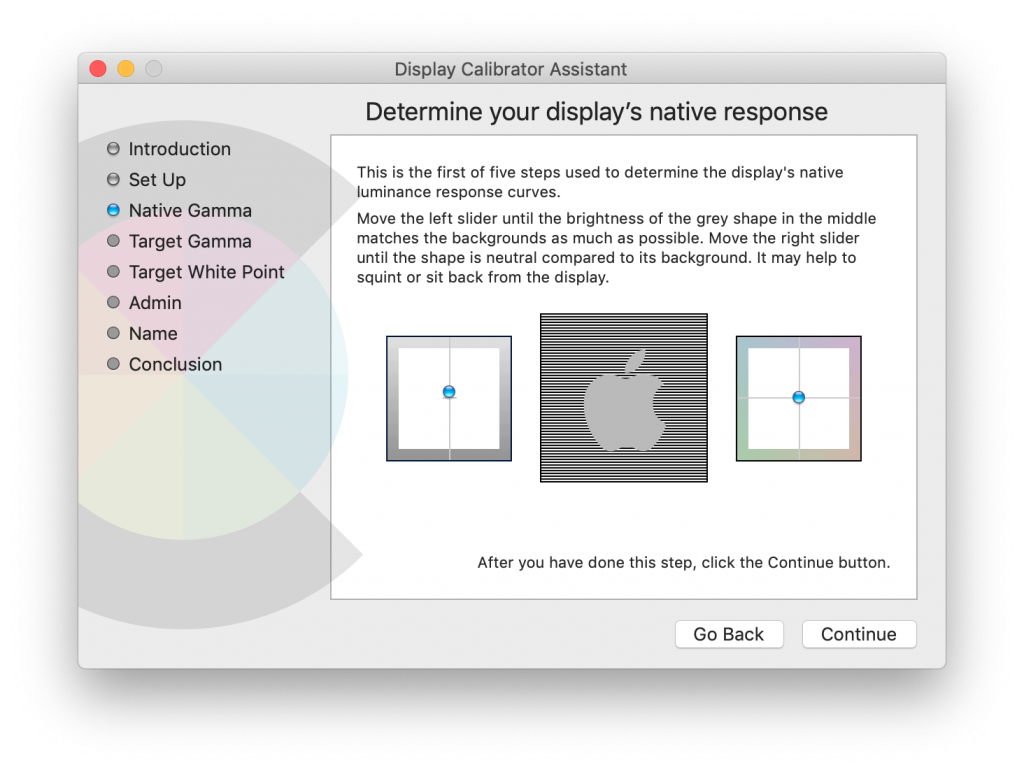 Display Calibrator Assistant
Determine your display’s native response
Introduction
Set Up
Native Gamma
Target Gamma
Target White Point
Admin
Name
Conclusion
This is the first of five steps used to determine the display's native
luminance response curves.
Move the left slider until the brightness of the grey shape in the middle
matches the backgrounds as much as possible. Move the right slider
until the shape is neutral compared to its background. It may help to
squint or sit back from the display.
After you have done this step, click the Continue button.
Go Back
Continue